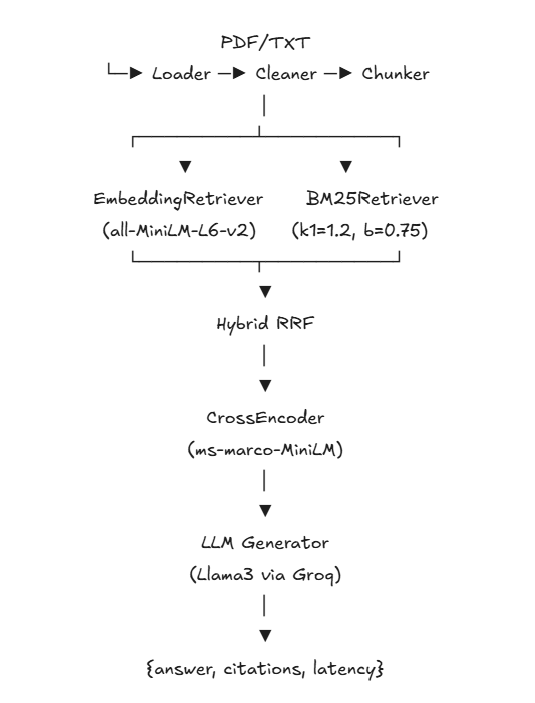 PDF/TXT
└─► Loader ─► Cleaner ─► Chunker
EmbeddingRetriever BM25Retriever
(all-MiniLM-L6-v2) (k1=1.2, b=0.75)
Hybrid RRF
CrossEncoder
(ms-marco-MiniLM)
LLM Generator
(Llama3 via Groq)
{answer, citations, latency}